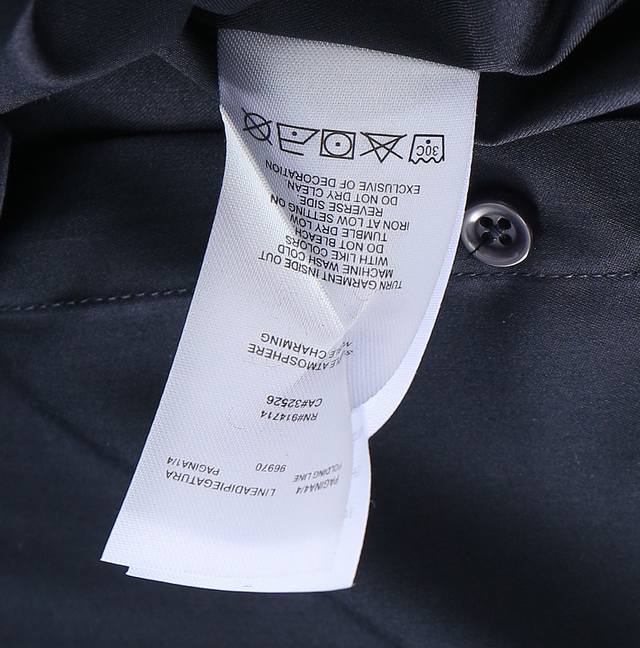 30C
TURN GARMENT INSIDE OUT
MACHINE WASH COLD
WITH LIKE COLORS
DO NOT BLEACH
TUMBLE DRY LOW
IRON AT LOW SETTING ON
REVERSE SIDE.
DO NOT DRY CLEAN.
EXCLUSIVE OF DECORATION
ATMOSPHERE
CHARMING
RN#914714
CA#32526
PAGINA4/4 LINEADIPIEGATURA PAGINA1/4
FOLDING LINE 96970